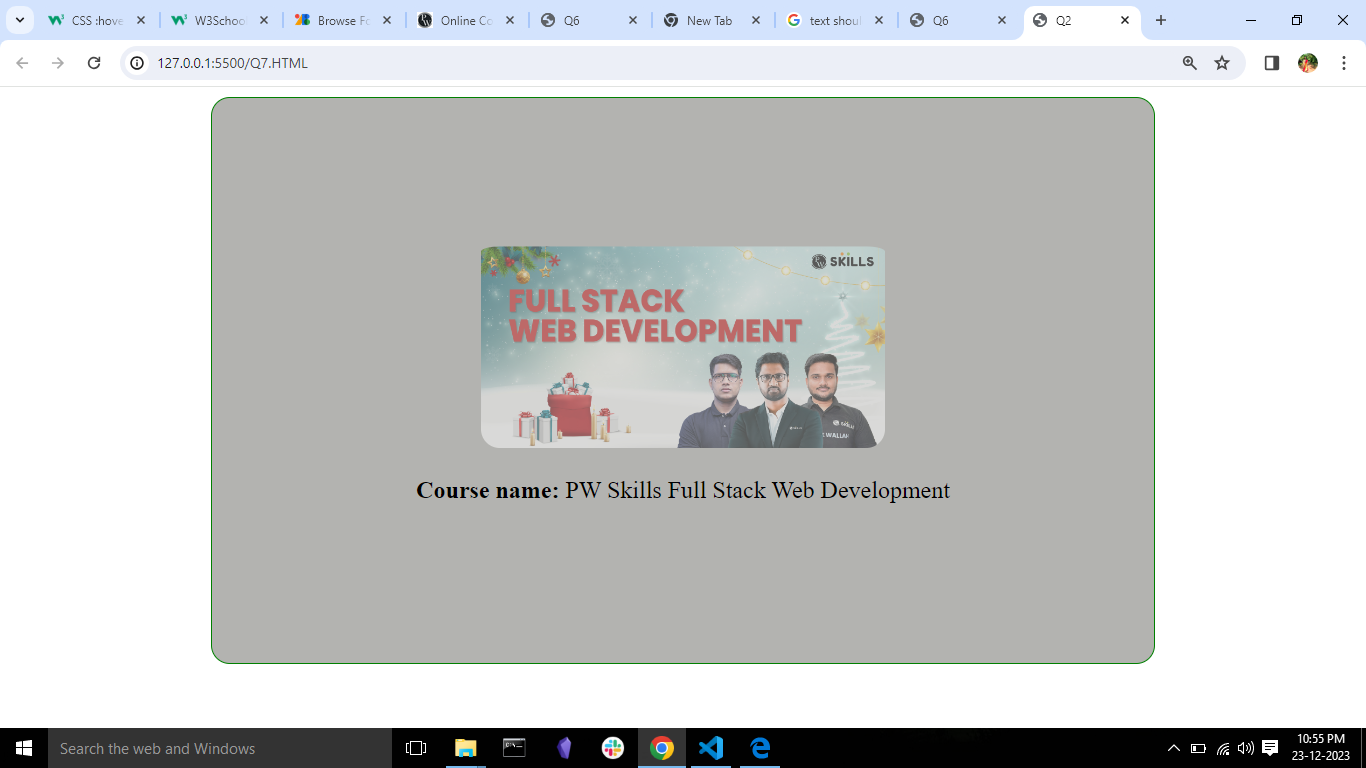 CSS :hove
W3Schoo
Browse Fo
Online Co
Q6
New Tab
text shoul
Q6
Q2
127.0.0.1:5500/Q7.HTML
SKILLS
FULL STACK
WEB DEVELOPMENT
SKILLS
WALLAH
Course name: PW Skills Full Stack Web Development
Search the web and Windows
10:55 PM
23-12-2023